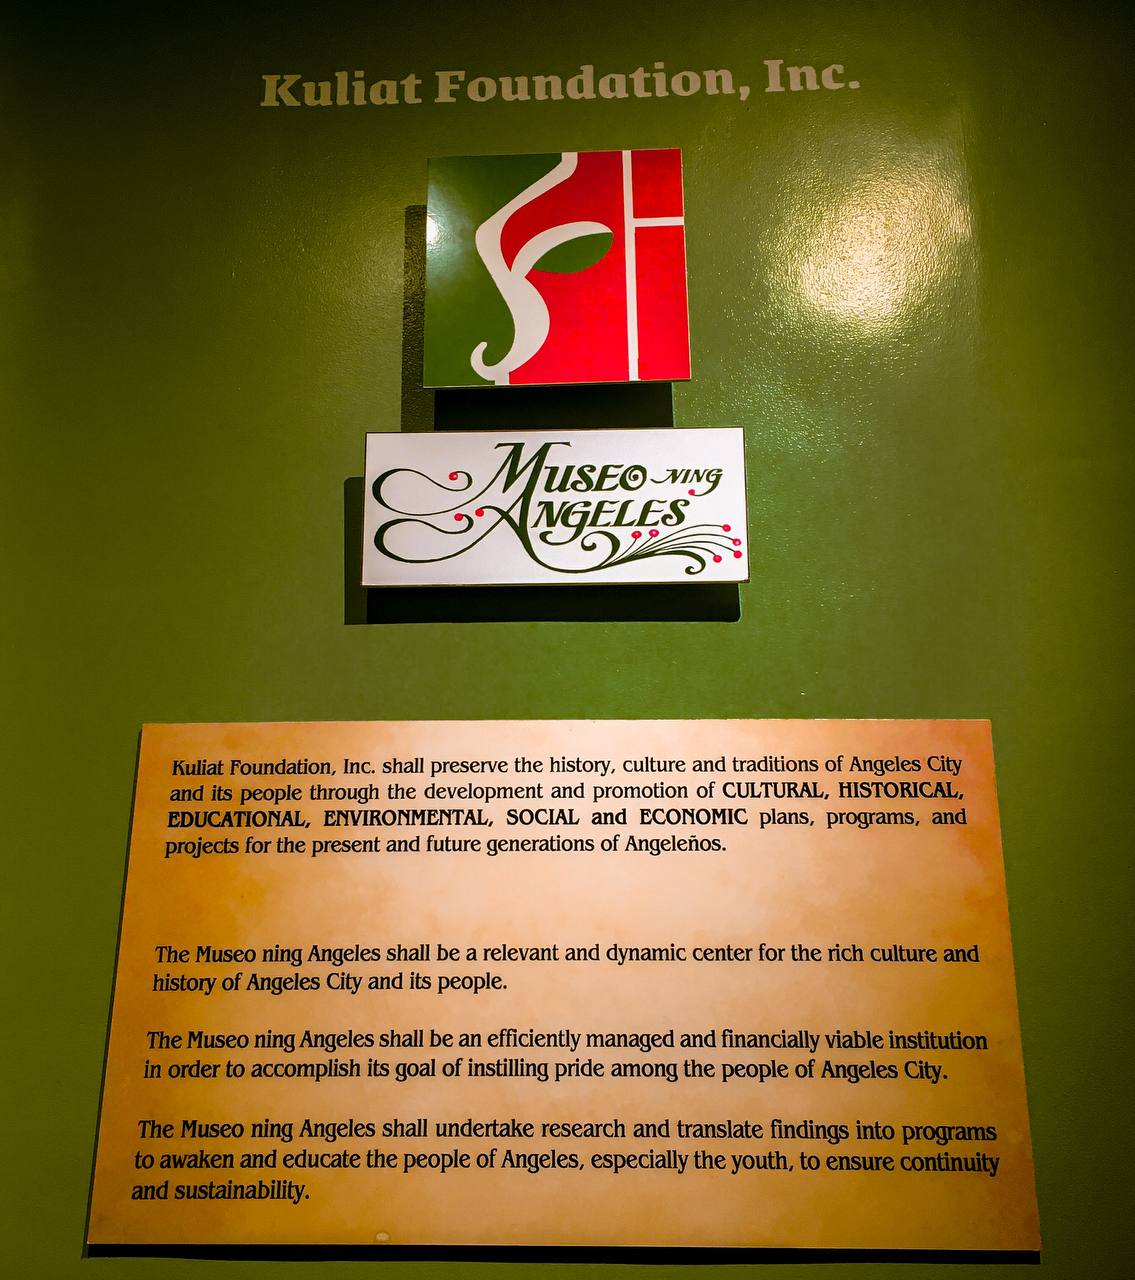 Kuliat Foundation, Inc.
MUSEO NING
ANGELES
Kuliat Foundation, Inc. shall preserve the history, culture and traditions of Angeles City
and its people through the development and promotion of CULTURAL, HISTORICAL,
EDUCATIONAL, ENVIRONMENTAL, SOCIAL and ECONOMIC plans, programs, and
projects for the present and future generations of Angeleños.
The Museo ning Angeles shall be a relevant and dynamic center for the rich culture and
history of Angeles City and its people.
The Museo ning Angeles shall be an efficiently managed and financially viable institution
in order to accomplish its goal of instilling pride among the people of Angeles City.
The Museo ning Angeles shall undertake research and translate findings into programs
to awaken and educate the people of Angeles, especially the youth, to ensure continuity
and sustainability.